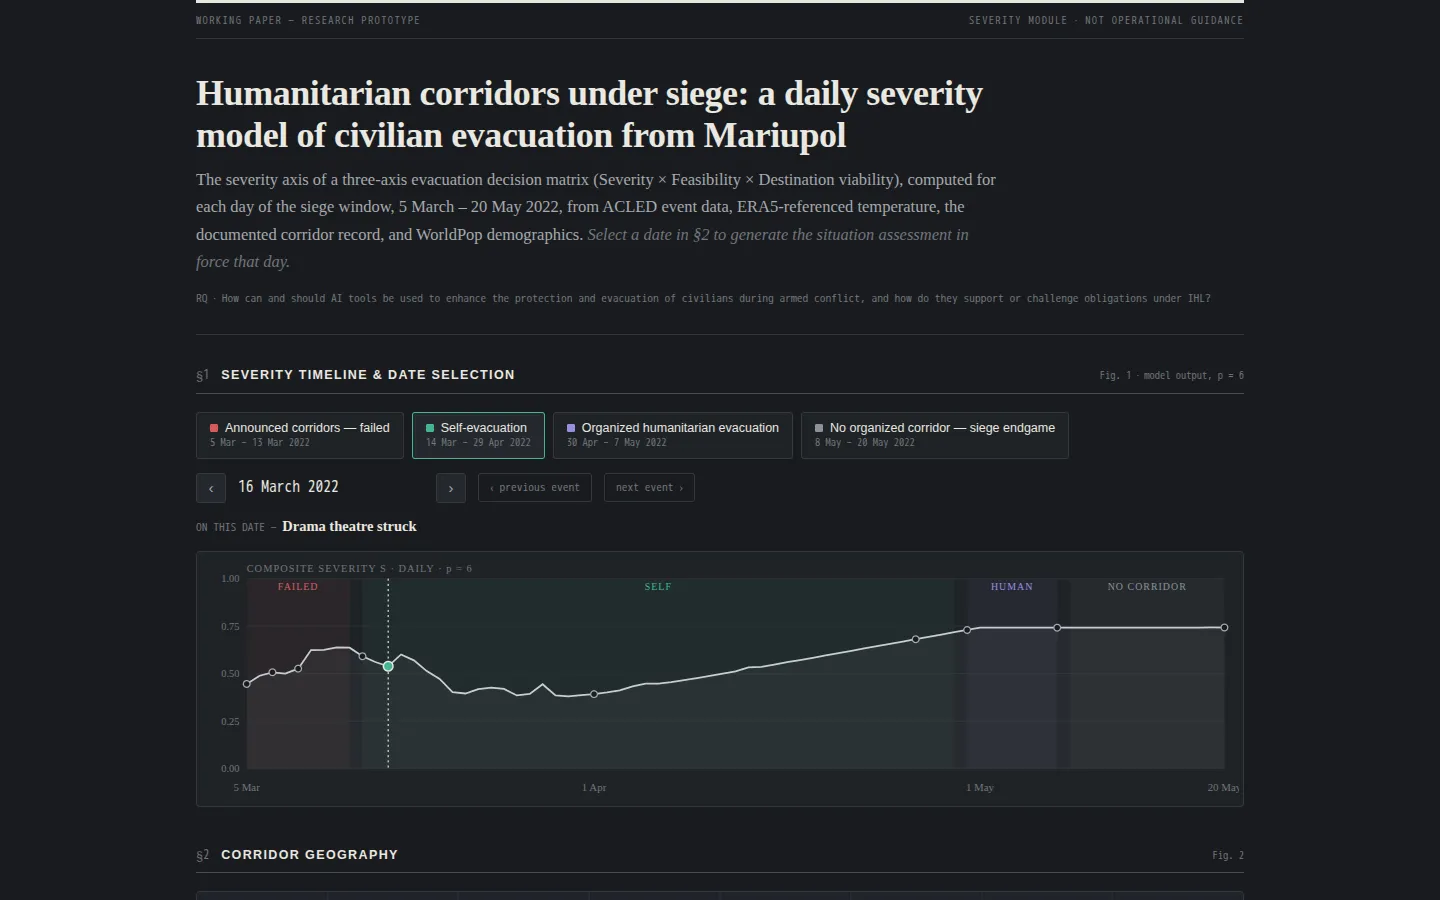 WORKING PAPER — RESEARCH PROTOTYPE
SEVERITY MODULE · NOT OPERATIONAL GUIDANCE
Humanitarian corridors under siege: a daily severity
model of civilian evacuation from Mariupol
The severity axis of a three-axis evacuation decision matrix (Severity × Feasibility × Destination viability), computed for
each day of the siege window, 5 March – 20 May 2022, from ACLED event data, ERA5-referenced temperature, the
documented corridor record, and WorldPop demographics. Select a date in §2 to generate the situation assessment in
force that day.
RQ · How can and should AI tools be used to enhance the protection and evacuation of civilians during armed conflict, and how do they support or challenge obligations under IHL?
§1 SEVERITY TIMELINE & DATE SELECTION
Fig. 1 · model output, p = 6
Announced corridors — failed
5 Mar – 13 Mar 2022
Self-evacuation
14 Mar – 29 Apr 2022
Organized humanitarian evacuation
30 Apr – 7 May 2022
No organized corridor — siege endgame
8 May – 20 May 2022
‹ 16 March 2022 ›
‹ previous event
next event ›
ON THIS DATE — Drama theatre struck
COMPOSITE SEVERITY S · DAILY · p = 6
FAILED
SELF
HUMAN
NO CORRIDOR
1.00
0.75
0.50
0.25
0.00
5 Mar
1 Apr
1 May
20 May
§2 CORRIDOR GEOGRAPHY
Fig. 2